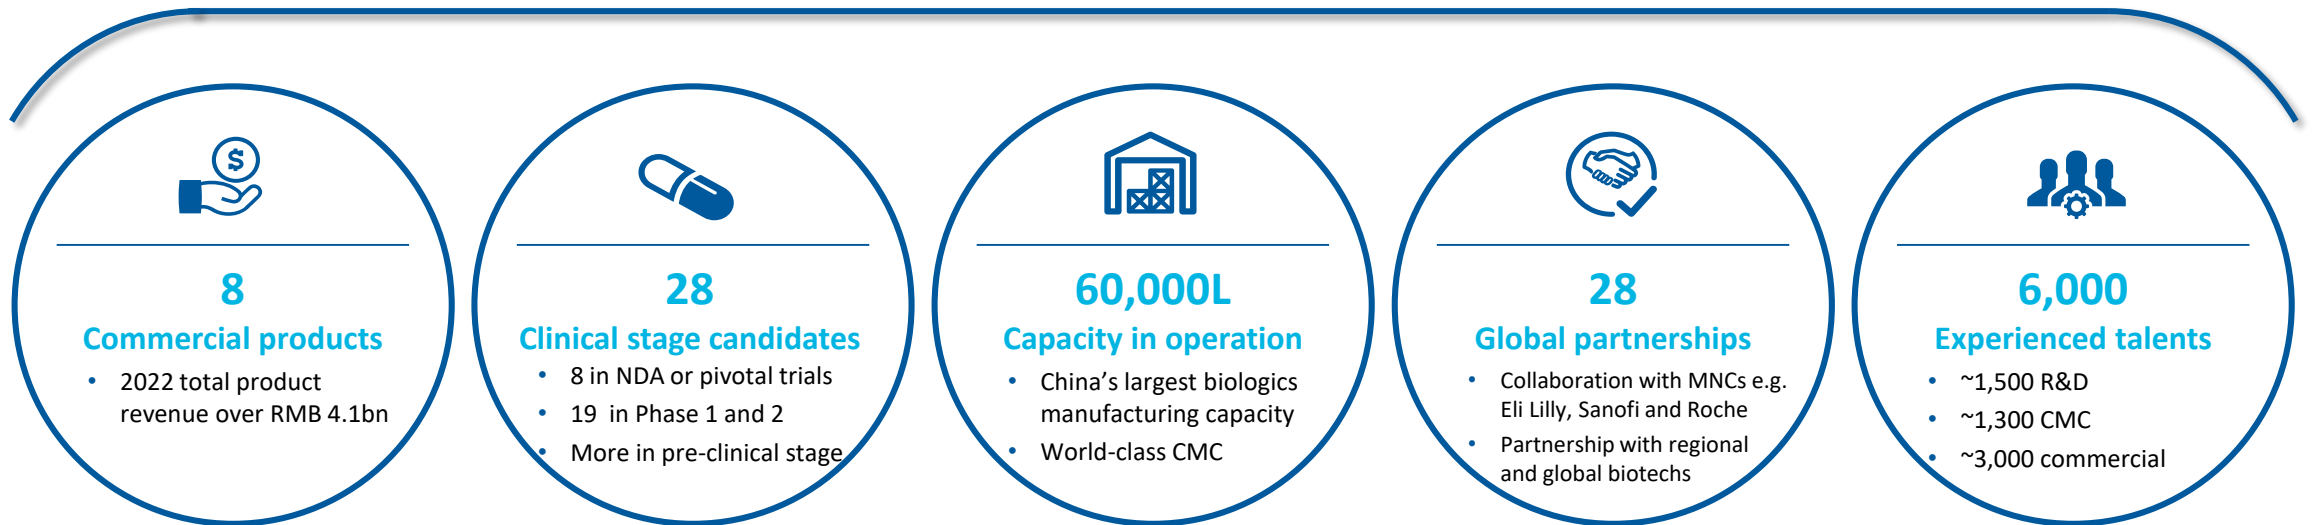 $
8
Commercial products
• 2022 total product
revenue over RMB 4.1bn
28
Clinical stage candidates
• 8 in NDA or pivotal trials
• 19 in Phase 1 and 2
• More in pre-clinical stage
60,000L
Capacity in operation
• China's largest biologics
manufacturing capacity
• World-class CMC
28
Global partnerships
• Collaboration with MNCs e.g.
Eli Lilly, Sanofi and Roche
• Partnership with regional
and global biotechs
6,000
Experienced talents
• ~1,500 R&D
• ~1,300 CMC
• ~3,000 commercial